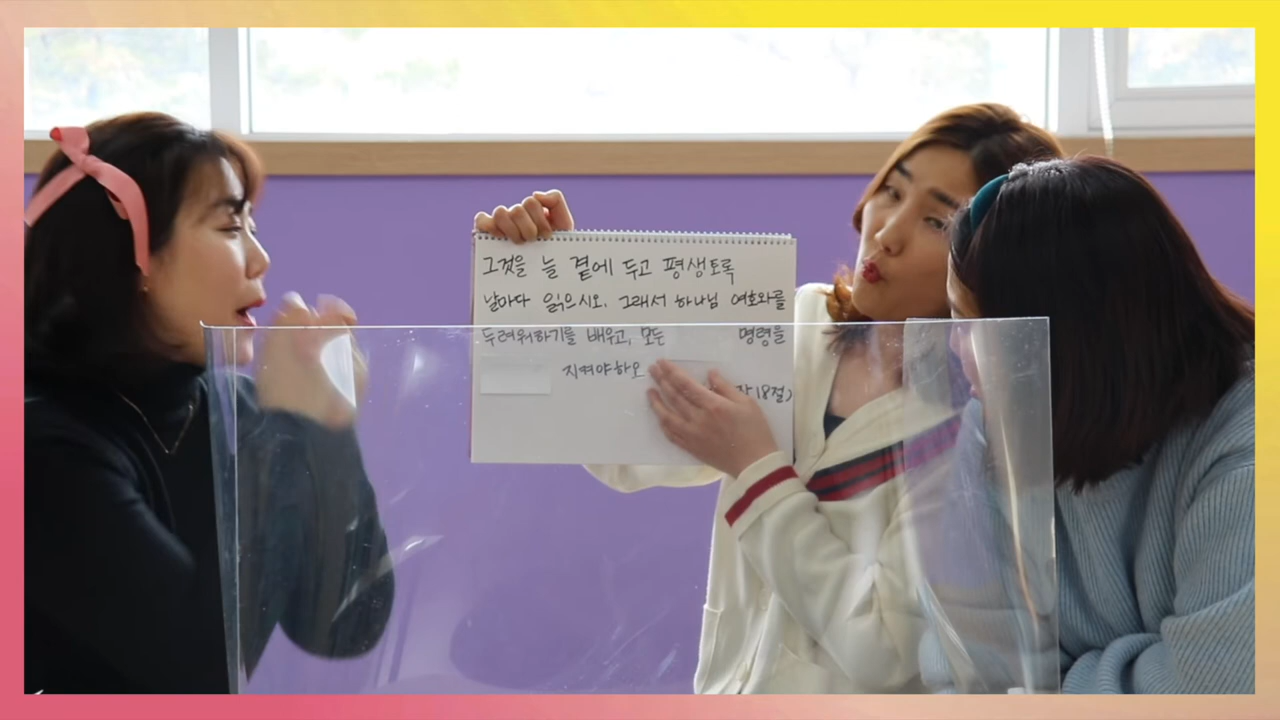 그것을 늘 곁에 두고 평생토록
날마다 읽으시오. 그래서 하나님 여호와를
두려워하기를 배우고, 모든 명령을
지켜야하오
장 18절)